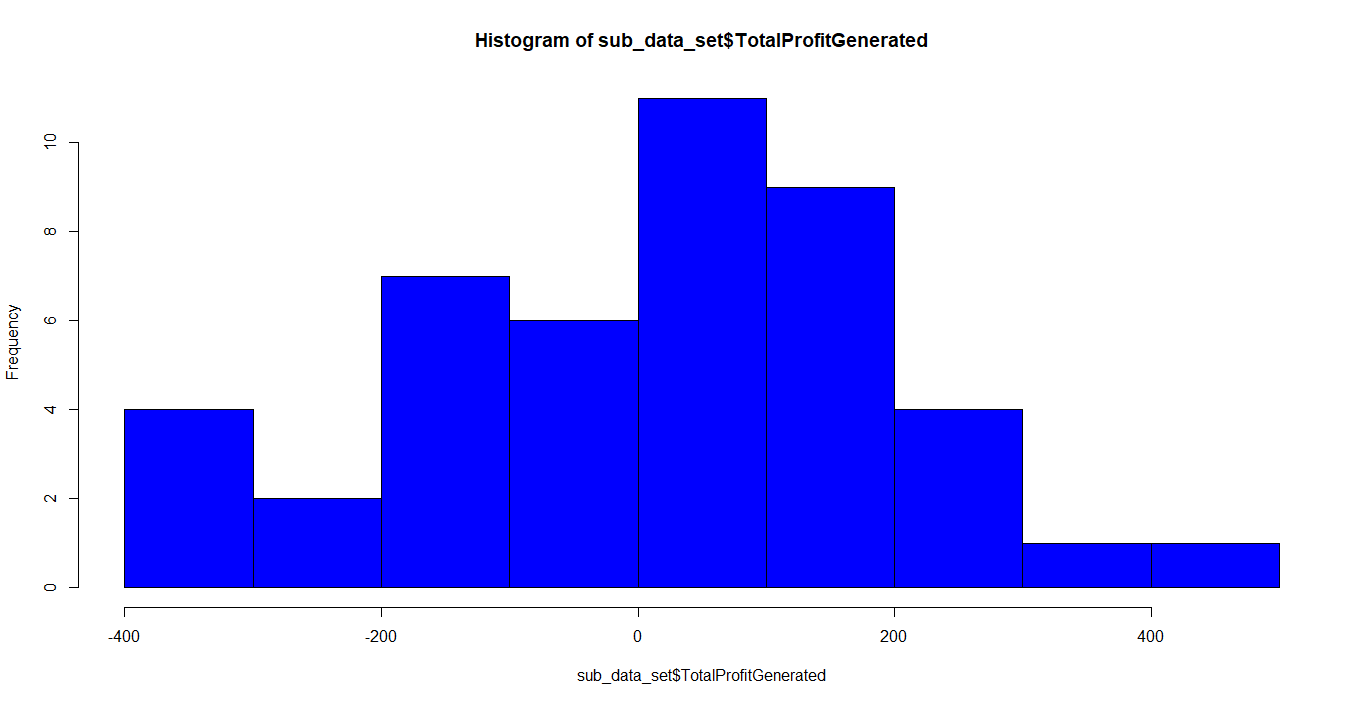 Histogram of sub_data_set$TotalProfitGenerated
10
8
6
4
2
0
Frequency
-400 -200 0 200 400
sub_data_set$TotalProfitGenerated